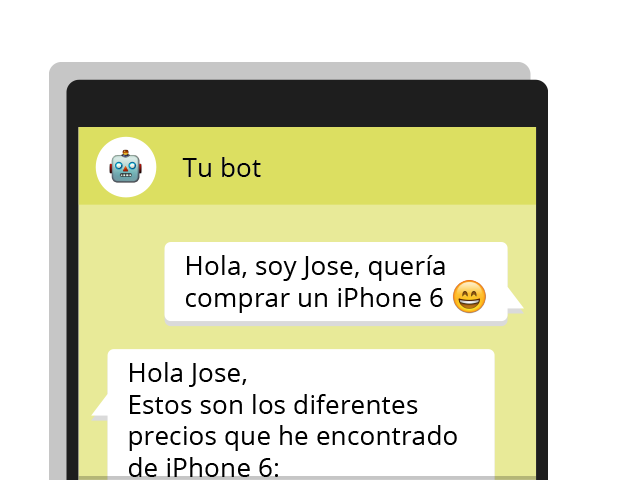 Tu bot
Hola, soy Jose, quería
comprar un iPhone 6 😄
Hola Jose,
Estos son los diferentes
precios que he encontrado
de iPhone 6: